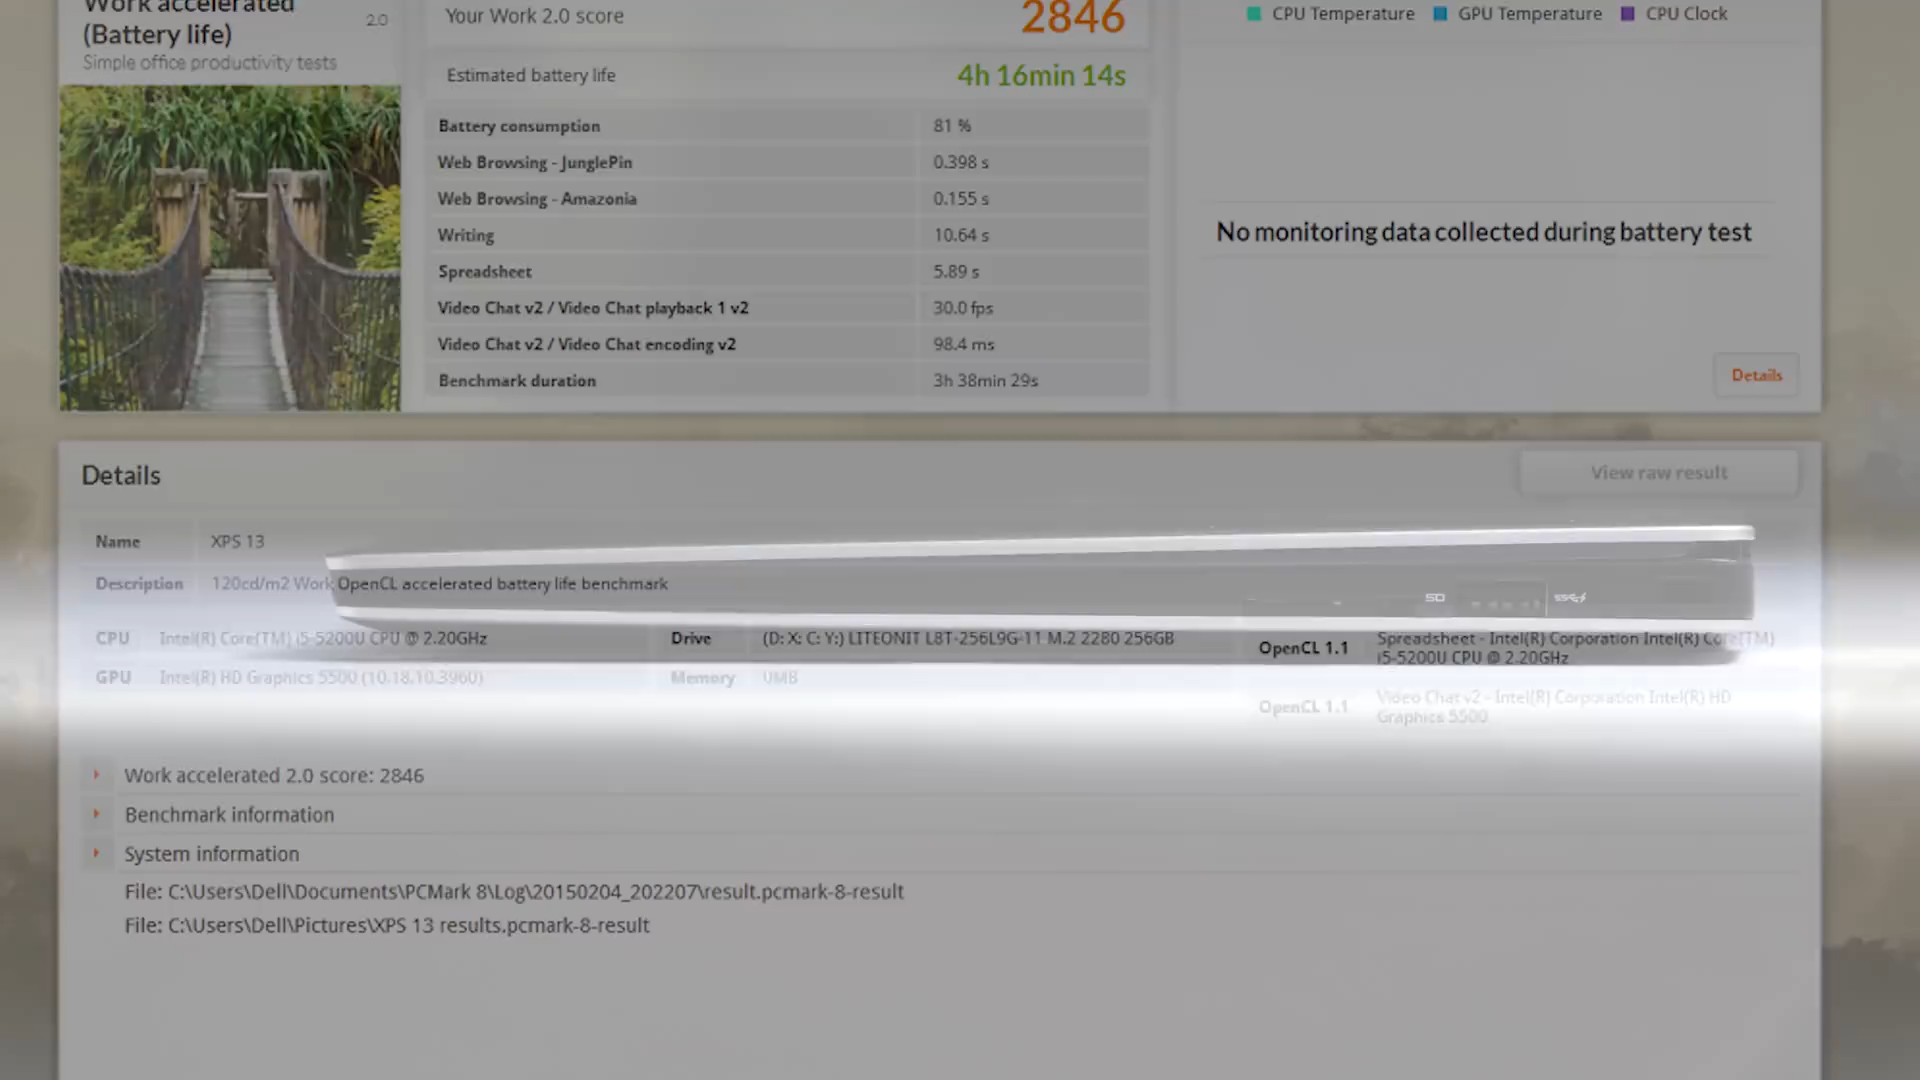 Work accelerated
(Battery life)
2.0
Simple office productivity tests
Your Work 2.0 score
2846
Estimated battery life
4h 16min 14s
Battery consumption
81 %
Web Browsing - JunglePin
0.398 s
Web Browsing - Amazonia
0.155 s
Writing
10.64 s
Spreadsheet
5.89 s
Video Chat v2 / Video Chat playback 1 v2
30.0 fps
Video Chat v2 / Video Chat encoding v2
98.4 ms
Benchmark duration
3h 38min 29s
CPU Temperature
GPU Temperature
CPU Clock
No monitoring data collected during battery test
Details
Details
View raw result
Name
XPS 13
Description
120cd/m2 Work OpenCL accelerated battery life benchmark
SD
CPU
Intel(R) Core(TM) i5-5200U CPU @ 2.20GHz
GPU
Intel(R) HD Graphics 5500 (10.18.10.3960)
Drive
(D: X: C: Y:) LITEONIT L8T-256L9G-11 M.2 2280 256GB
Memory
0MB
OpenCL 1.1
Spreadsheet - Intel(R) Corporation Intel(R) Core(TM)
i5-5200U CPU @ 2.20GHz
OpenCL 1.1
Video Chat v2 - Intel(R) Corporation Intel(R) HD
Graphics 5500
Work accelerated 2.0 score: 2846
Benchmark information
System information
File: C:\Users\Dell\Documents\PCMark 8\Log\20150204_202207\result.pcmark-8-result
File: C:\Users\Dell\Pictures\XPS 13 results.pcmark-8-result